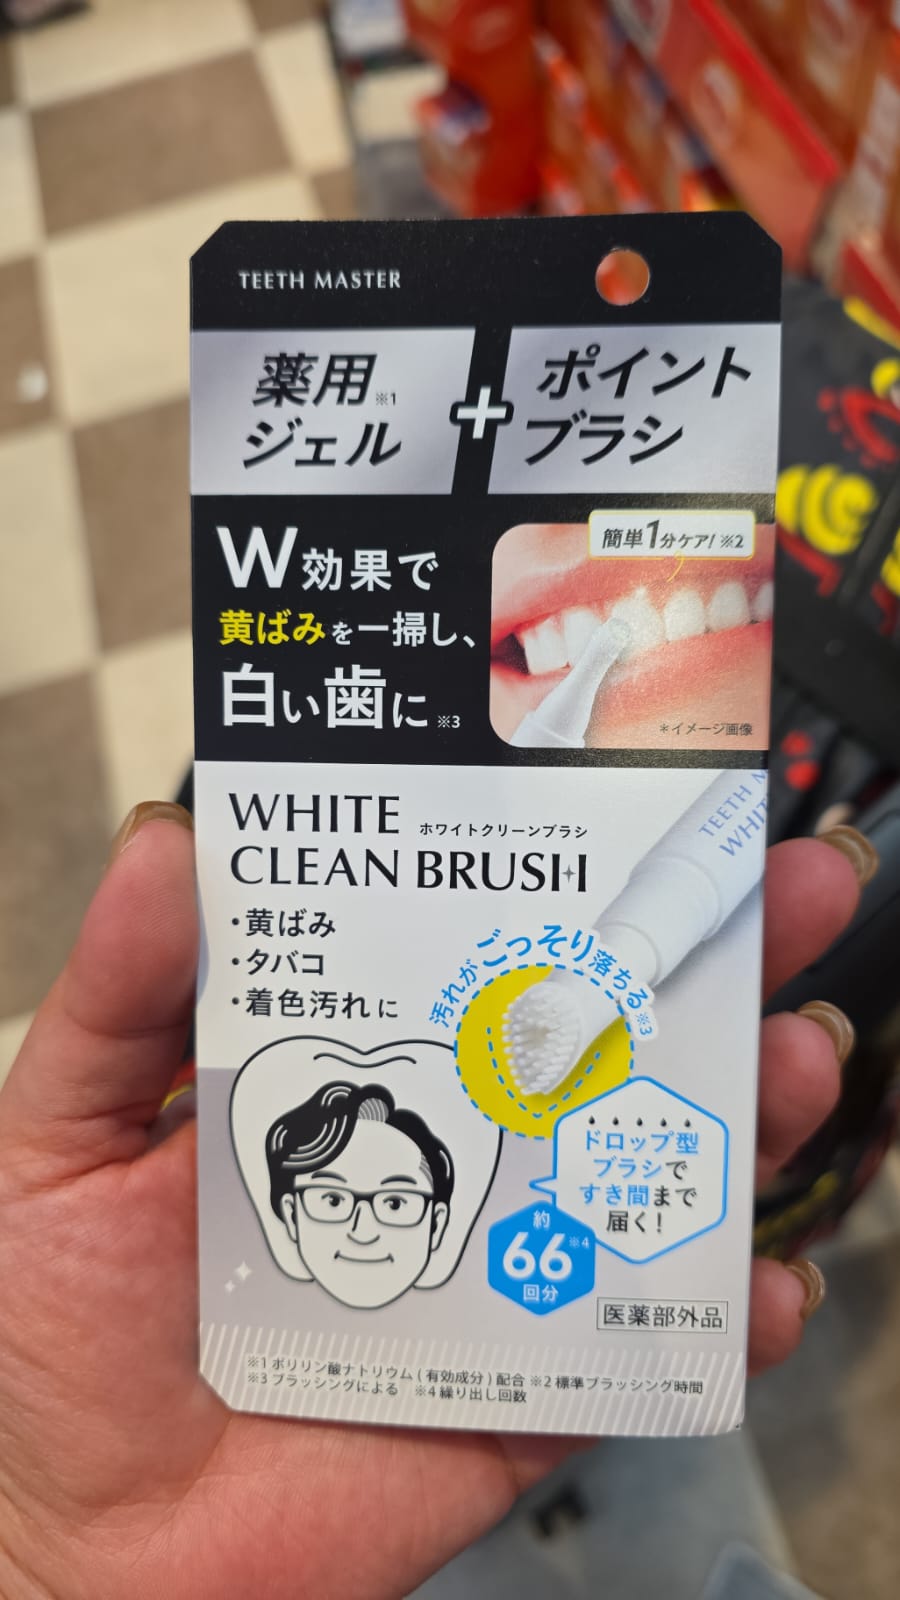 TEETH MASTER
薬用※1
ジェル
+
ポイント
ブラシ
W効果で
黄ばみを一掃し、
白い歯に※3
簡単1分ケア!※2
＊イメージ画像
WHITE
CLEAN BRUSH
ホワイトクリーンブラシ
・黄ばみ
・タバコ
・着色汚れに
TEETH M
WHIT
汚れがごっそり落ちる※3
ドロップ型
ブラシで
すき間まで
届く!
約
66※4
回分
医薬部外品
※1 ポリリン酸ナトリウム(有効成分)配合 ※2 標準ブラッシング時間
※3 ブラッシングによる ※4 繰り出し回数